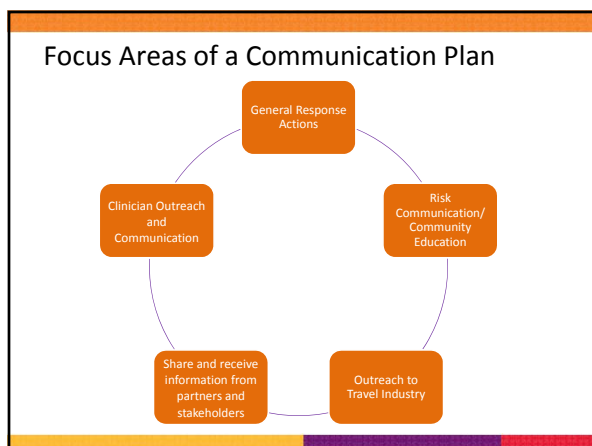 Focus Areas of a Communication Plan
General Response
Actions
Risk
Communication/
Community
Education
Outreach to
Travel Industry
Share and receive
information from
partners and
stakeholders
Clinician Outreach
and
Communication